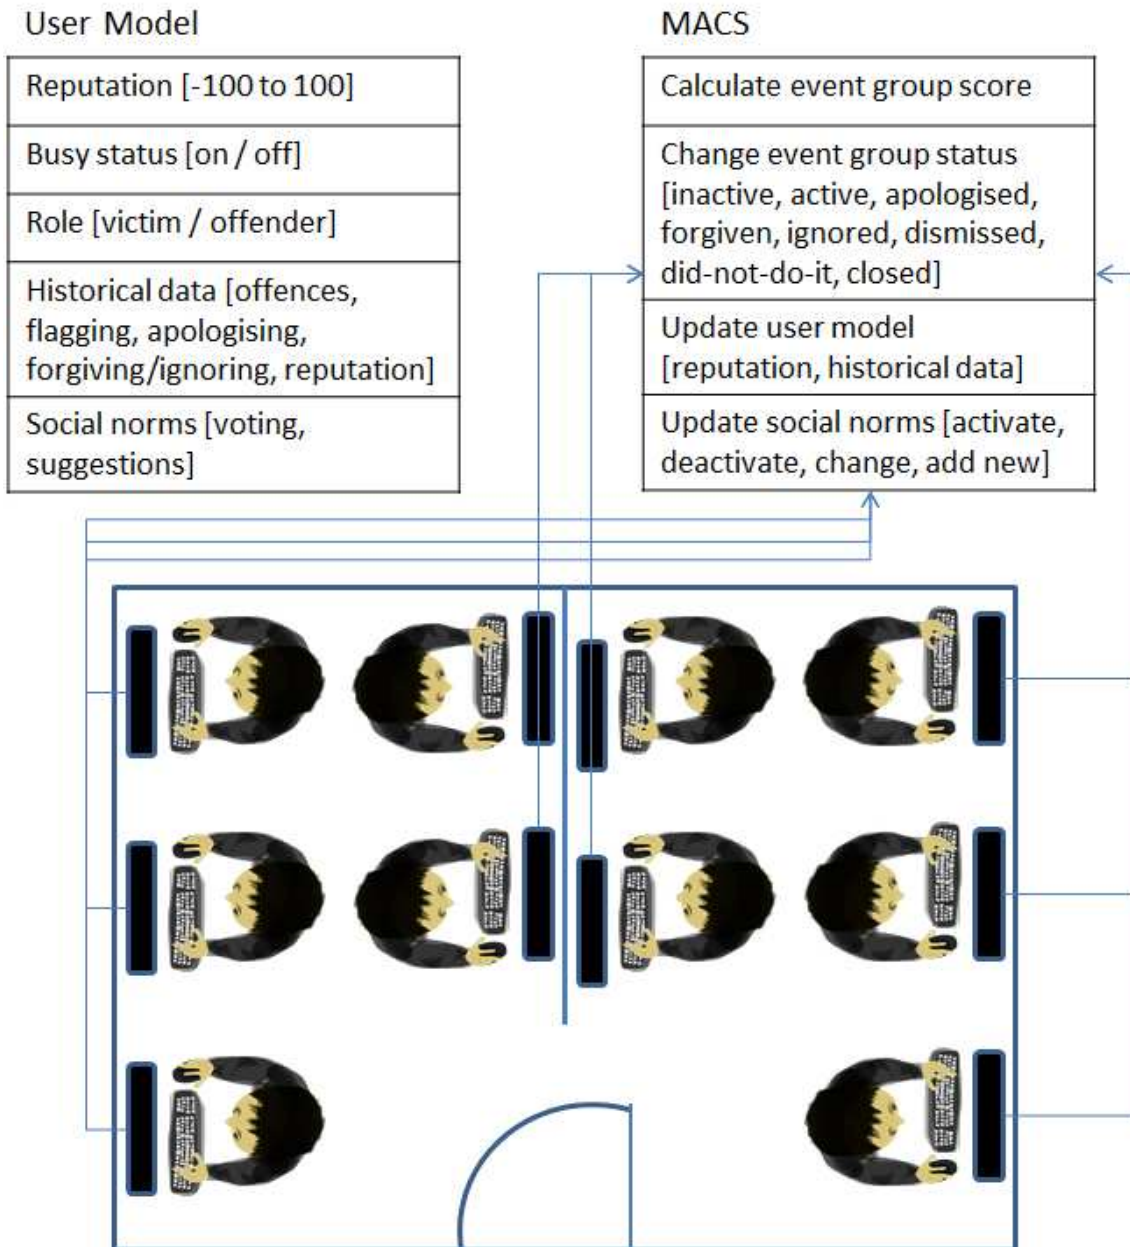 User Model
Reputation [-100 to 100]
Busy status [on / off]
Role [victim / offender]
Historical data [offences,
flagging, apologising,
forgiving/ignoring, reputation]
Social norms [voting,
suggestions]
MACS
Calculate event group score
Change event group status
[inactive, active, apologised,
forgiven, ignored, dismissed,
did-not-do-it, closed]
Update user model
[reputation, historical data]
Update social norms [activate,
deactivate, change, add new]